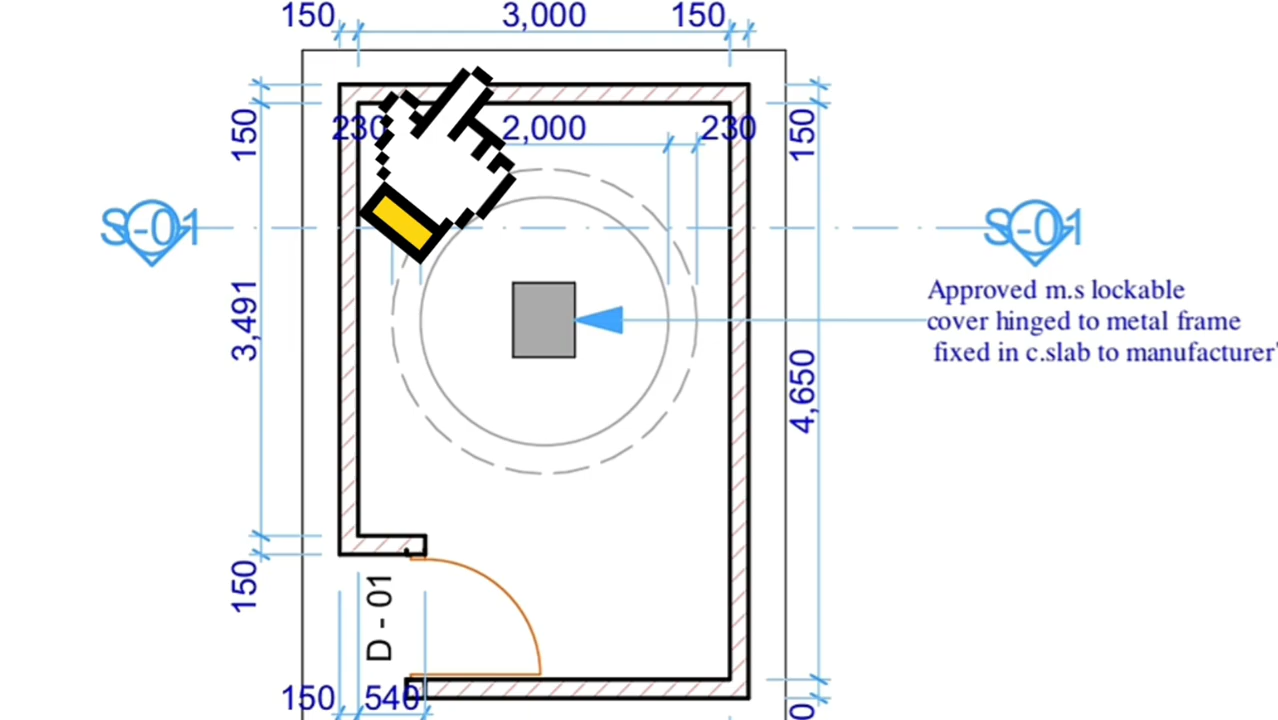 150 3,000 150
150 230 2,000 230 150
S-01 S-01
Approved m.s lockable
cover hinged to metal frame
fixed in c.slab to manufacturer'
3,491
4,650
150
D - 01
150 540
0